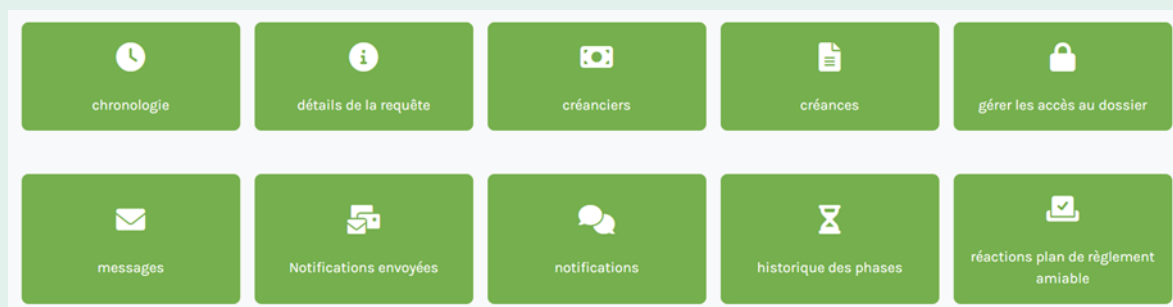 chronologie
détails de la requête
créanciers
créances
gérer les accès au dossier
messages
Notifications envoyées
notifications
historique des phases
réactions plan de règlement
amiable